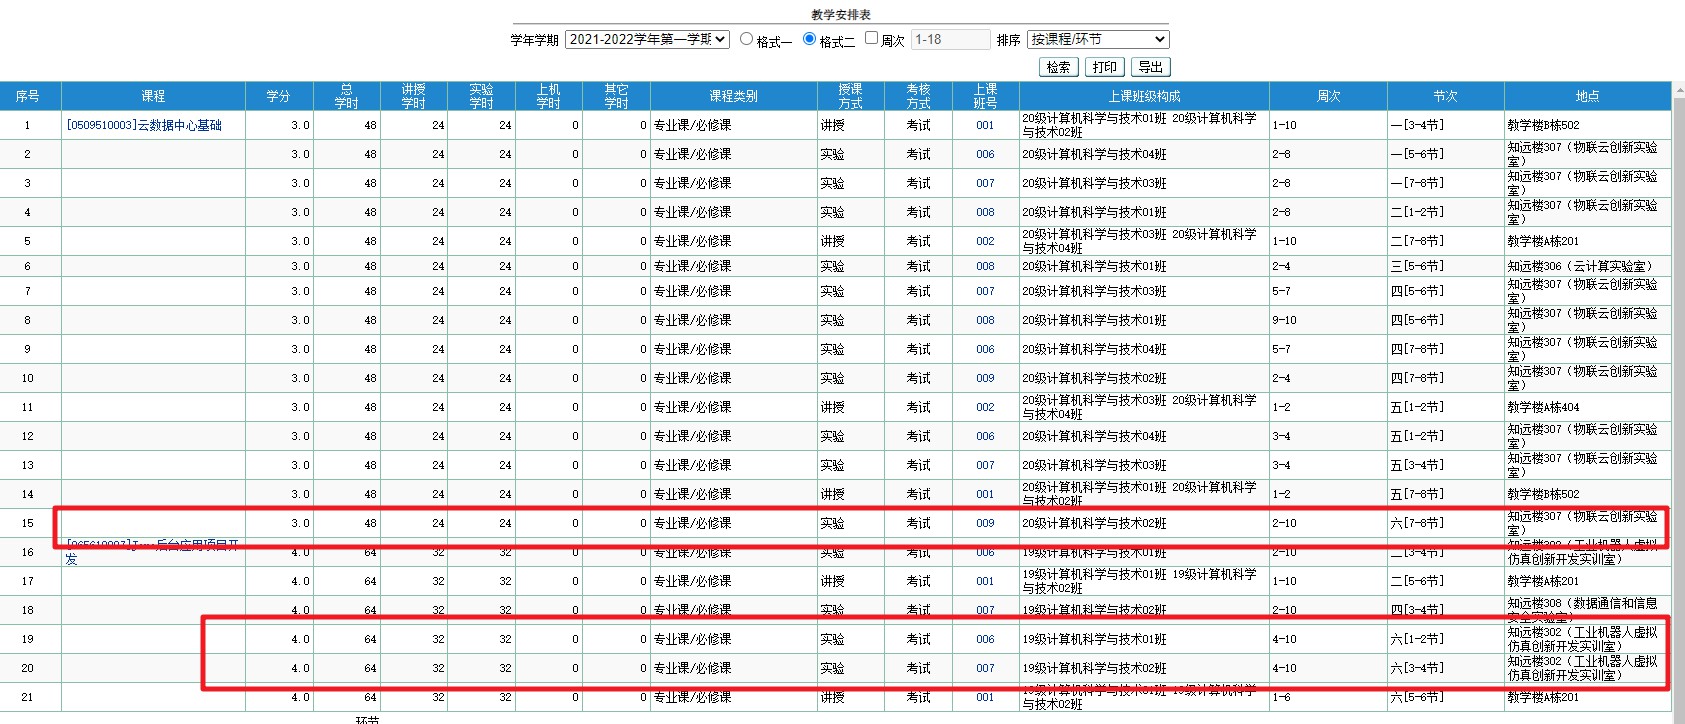 教学安排表
学年学期 2021-2022学年第一学期 格式一 格式二 周次 1-18 排序 按课程/环节
检索 打印 导出
序号 课程 学分 总学时 讲授学时 实验学时 上机学时 其它学时 课程类别 授课方式 考核方式 上课班号 上课班级构成 周次 节次 地点
1 [0509510003]云数据中心基础 3.0 48 24 24 0 0 专业课/必修课 讲授 考试 001 20级计算机科学与技术01班 20级计算机科学与技术02班 1-10 一[3-4节] 教学楼B栋502
2 3.0 48 24 24 0 0 专业课/必修课 实验 考试 006 20级计算机科学与技术04班 2-8 一[5-6节] 知远楼307（物联云创新实验室）
3 3.0 48 24 24 0 0 专业课/必修课 实验 考试 007 20级计算机科学与技术03班 2-8 一[7-8节] 知远楼307（物联云创新实验室）
4 3.0 48 24 24 0 0 专业课/必修课 实验 考试 008 20级计算机科学与技术01班 2-8 二[1-2节] 知远楼307（物联云创新实验室）
5 3.0 48 24 24 0 0 专业课/必修课 讲授 考试 002 20级计算机科学与技术03班 20级计算机科学与技术04班 1-10 二[7-8节] 教学楼A栋201
6 3.0 48 24 24 0 0 专业课/必修课 实验 考试 008 20级计算机科学与技术01班 2-4 三[5-6节] 知远楼306（云计算实验室）
7 3.0 48 24 24 0 0 专业课/必修课 实验 考试 007 20级计算机科学与技术03班 5-7 四[5-6节] 知远楼307（物联云创新实验室）
8 3.0 48 24 24 0 0 专业课/必修课 实验 考试 008 20级计算机科学与技术01班 9-10 四[5-6节] 知远楼307（物联云创新实验室）
9 3.0 48 24 24 0 0 专业课/必修课 实验 考试 006 20级计算机科学与技术04班 5-7 四[7-8节] 知远楼307（物联云创新实验室）
10 3.0 48 24 24 0 0 专业课/必修课 实验 考试 009 20级计算机科学与技术02班 2-4 四[7-8节] 知远楼307（物联云创新实验室）
11 3.0 48 24 24 0 0 专业课/必修课 讲授 考试 002 20级计算机科学与技术03班 20级计算机科学与技术04班 1-2 五[1-2节] 教学楼A栋404
12 3.0 48 24 24 0 0 专业课/必修课 实验 考试 006 20级计算机科学与技术04班 3-4 五[1-2节] 知远楼307（物联云创新实验室）
13 3.0 48 24 24 0 0 专业课/必修课 实验 考试 007 20级计算机科学与技术03班 3-4 五[3-4节] 知远楼307（物联云创新实验室）
14 3.0 48 24 24 0 0 专业课/必修课 讲授 考试 001 20级计算机科学与技术01班 20级计算机科学与技术02班 1-2 五[7-8节] 教学楼B栋502
15 3.0 48 24 24 0 0 专业课/必修课 实验 考试 009 20级计算机科学与技术02班 2-10 六[7-8节] 知远楼307（物联云创新实验室）
16 后台应用项目开发 4.0 64 32 32 0 0 专业课/必修课 实验 考试 006 19级计算机科学与技术01班 2-10 [3-4节] 知远楼302（工业机器人虚拟仿真创新开发实训室）
17 4.0 64 32 32 0 0 专业课/必修课 讲授 考试 001 19级计算机科学与技术01班 19级计算机科学与技术02班 1-10 二[5-6节] 教学楼A栋201
18 4.0 64 32 32 0 0 专业课/必修课 实验 考试 007 19级计算机科学与技术02班 2-10 四[3-4节] 知远楼308（数据通信和信息安全实验室）
19 4.0 64 32 32 0 0 专业课/必修课 实验 考试 006 19级计算机科学与技术01班 4-10 六[1-2节] 知远楼302（工业机器人虚拟仿真创新开发实训室）
20 4.0 64 32 32 0 0 专业课/必修课 实验 考试 007 19级计算机科学与技术02班 4-10 六[3-4节] 知远楼302（工业机器人虚拟仿真创新开发实训室）
21 4.0 64 32 32 0 0 专业课/必修课 讲授 考试 001 19级计算机科学与技术01班 19级计算机科学与技术02班 1-6 六[5-6节] 教学楼A栋201
环节